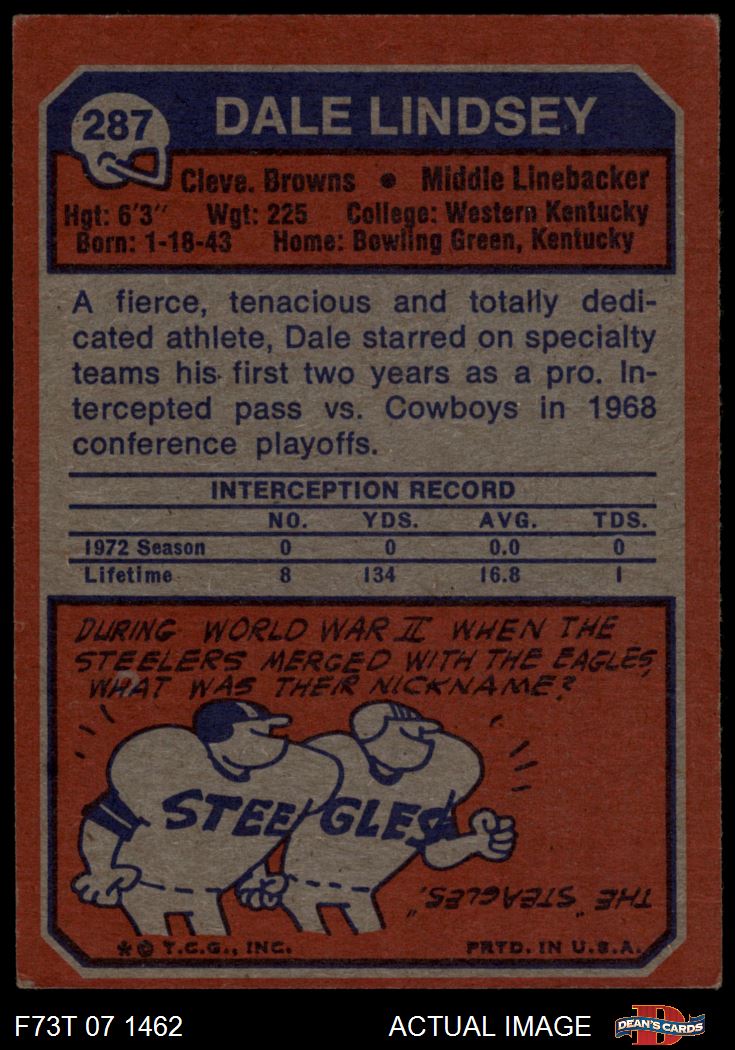 287
DALE LINDSEY
Cleve. Browns • Middle Linebacker
Hgt: 6'3" Wgt: 225 College: Western Kentucky
Born: 1-18-43 Home: Bowling Green, Kentucky
A fierce, tenacious and totally dedi-
cated athlete, Dale starred on specialty
teams his first two years as a pro. In-
tercepted pass vs. Cowboys in 1968
conference playoffs.
INTERCEPTION RECORD
NO. YDS. AVG. TDS.
1972 Season 0 0 0.0 0
Lifetime 8 134 16.8 1
DURING WORLD WAR II WHEN THE
STEELERS MERGED WITH THE EAGLES,
WHAT WAS THEIR NICKNAME?
STEE GLES
THE "STEAGLES."
* © T.C.G., INC. PRTD. IN U.S.A.
F73T 07 1462 ACTUAL IMAGE D DEAN'S CARDS